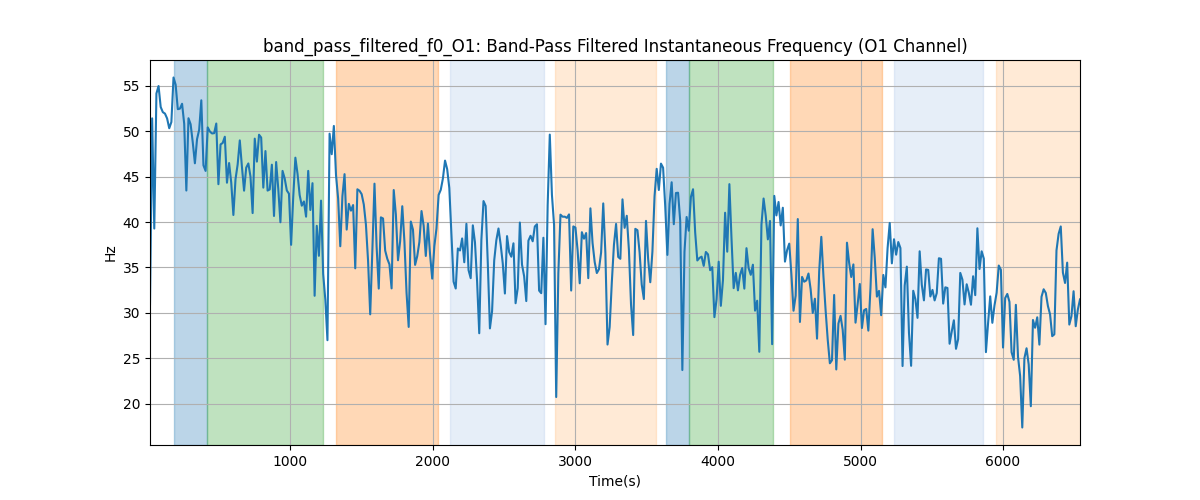 band_pass_filtered_f0_O1: Band-Pass Filtered Instantaneous Frequency (O1 Channel)
Hz
55
50
45
40
35
30
25
20
1000 2000 3000 4000 5000 6000
Time(s)